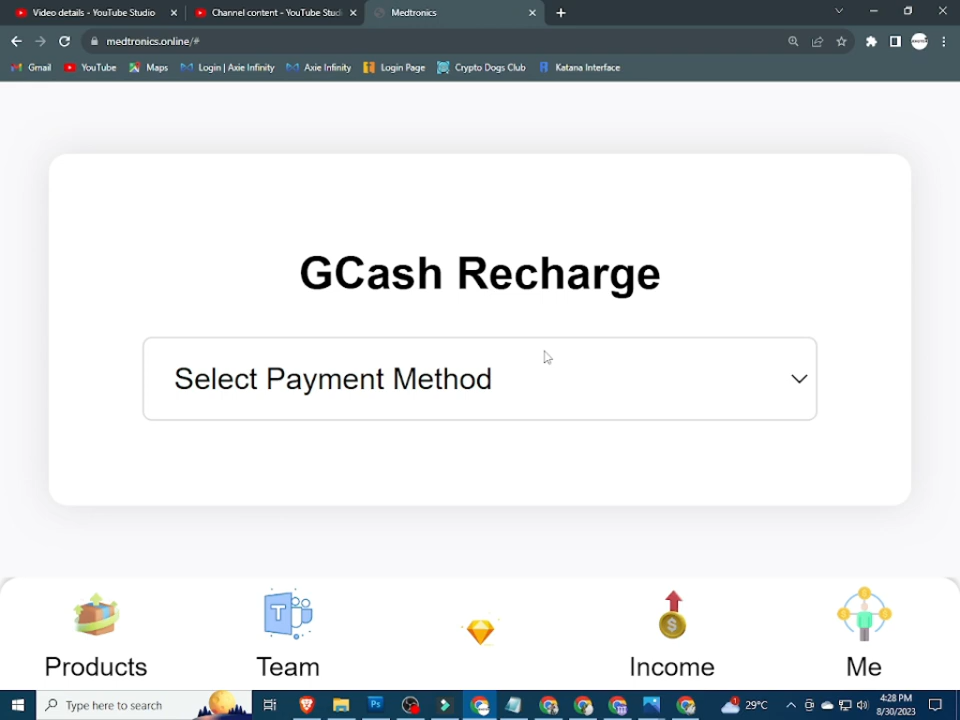 Video details - YouTube Studio
Channel content - YouTube Stud
Medtronics
medtronics.online/#
Gmail
YouTube
Maps
Login | Axie Infinity
Axie Infinity
Login Page
Crypto Dogs Club
Katana Interface
GCash Recharge
Select Payment Method
Products
Team
Income
Me
Type here to search
29°C
4:28 PM
8/30/2023